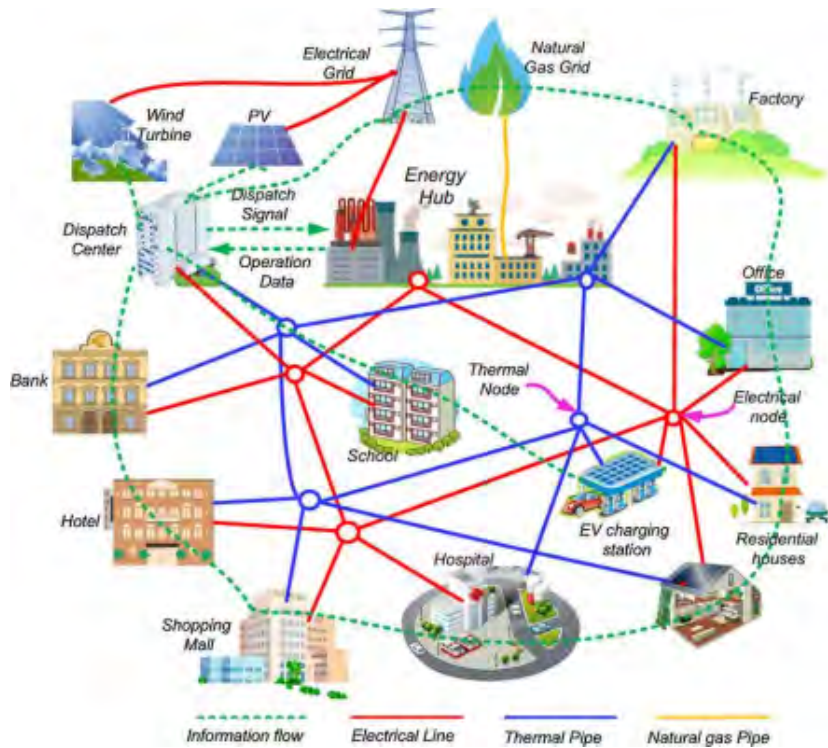 Electrical
Grid
Natural
Gas Grid
Factory
Wind
Turbine
PV
Energy
Hub
Dispatch
Signal
Dispatch
Center
Operation
Data
Office
Office
Bank
Thermal
Node
Electrical
node
School
Hotel
EV charging
station
Residential
houses
Hospital
Shopping
Mall
Information flow
Electrical Line
Thermal Pipe
Natural gas Pipe